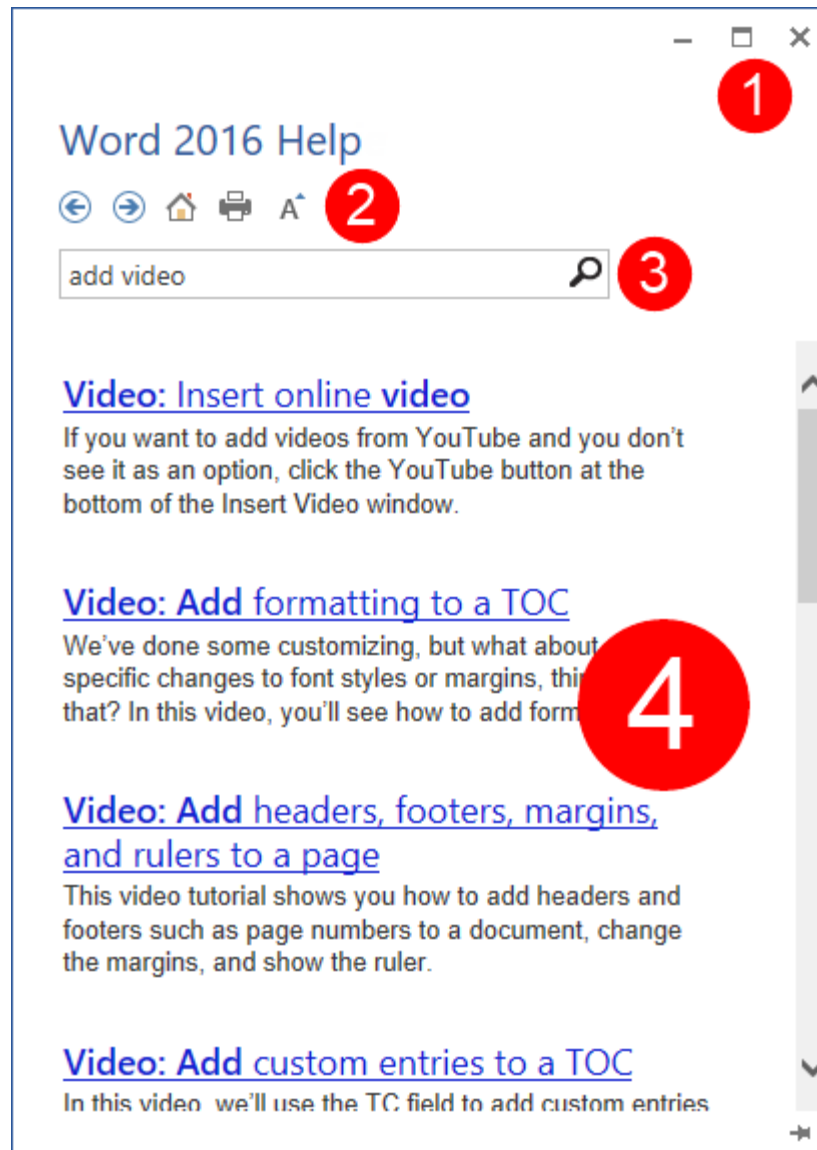 1
Word 2016 Help
2
add video
3
Video: Insert online video
If you want to add videos from YouTube and you don't
see it as an option, click the YouTube button at the
bottom of the Insert Video window.
Video: Add formatting to a TOC
We've done some customizing, but what about
specific changes to font styles or margins,
that? In this video, you'll see how to add
4
Video: Add headers, footers, margins,
and rulers to a page
This video tutorial shows you how to add headers and
footers such as page numbers to a document, change
the margins, and show the ruler.
Video: Add custom entries to a TOC
In this video, we'll use the TC field to add custom entries